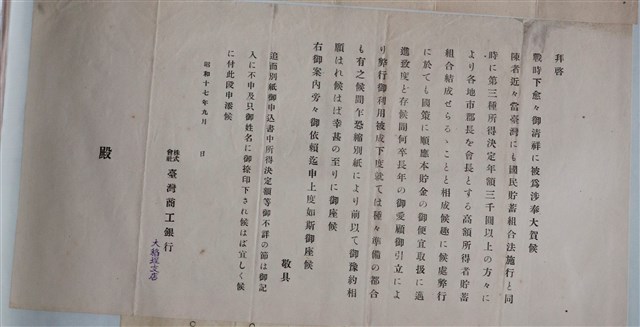 拜啓
戰時下愈々御清祥に被爲渉奉大賀候
陳者近々當臺灣にも國民貯蓄組合法施行と同
時に第三種所得決定年額三千圓以上の方々に
より各地市郡長を會長とする高額所得者貯蓄
組合結成せらるゝことゝ相成候趣に候處弊行
に於ても國策に順應本貯金の御便宜取扱に邁
進致度と存候間何卒長年の御愛顧御引立によ
り弊行御利用被成下度就ては種々準備の都合
も有之候間乍恐縮別紙により前以て御豫約相
願はれ候はば幸甚の至りに御座候
右御案內旁々御依賴迄申上度如斯御座候
敬具
追而別紙御申込書中所得決定額等御不詳の節は御記
入に不申及只御姓名に御捺印下され候はば宜しく候
に付此段申添候
昭和十七年九月 日
株式會社 臺灣商工銀行
大稻埕支店
殿